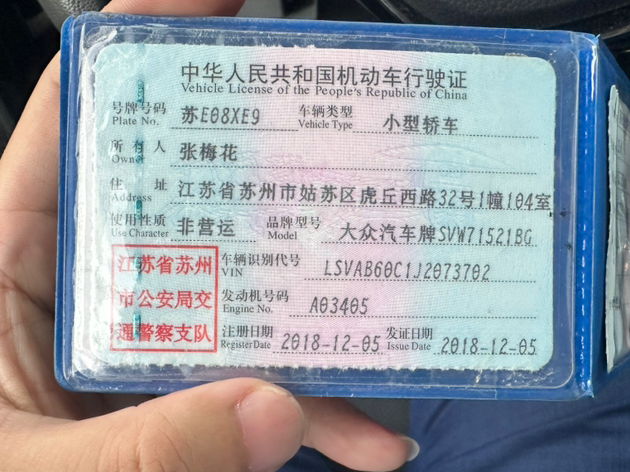 中华人民共和国机动车行驶证
Vehicle License of the People's Republic of China
号牌号码 Plate No. 苏E08XE9 车辆类型 Vehicle Type 小型轿车
所有人 Owner 张梅花
住址 Address 江苏省苏州市姑苏区虎丘西路32号1幢104室
使用性质 Use Character 非营运 品牌型号 Model 大众汽车牌SVW71521BG
江苏省苏州 车辆识别代号 VIN LSVAB60C1J2073702
市公安局交 发动机号码 Engine No. A03405
通警察支队 注册日期 Register Date 2018-12-05 发证日期 Issue Date 2018-12-05